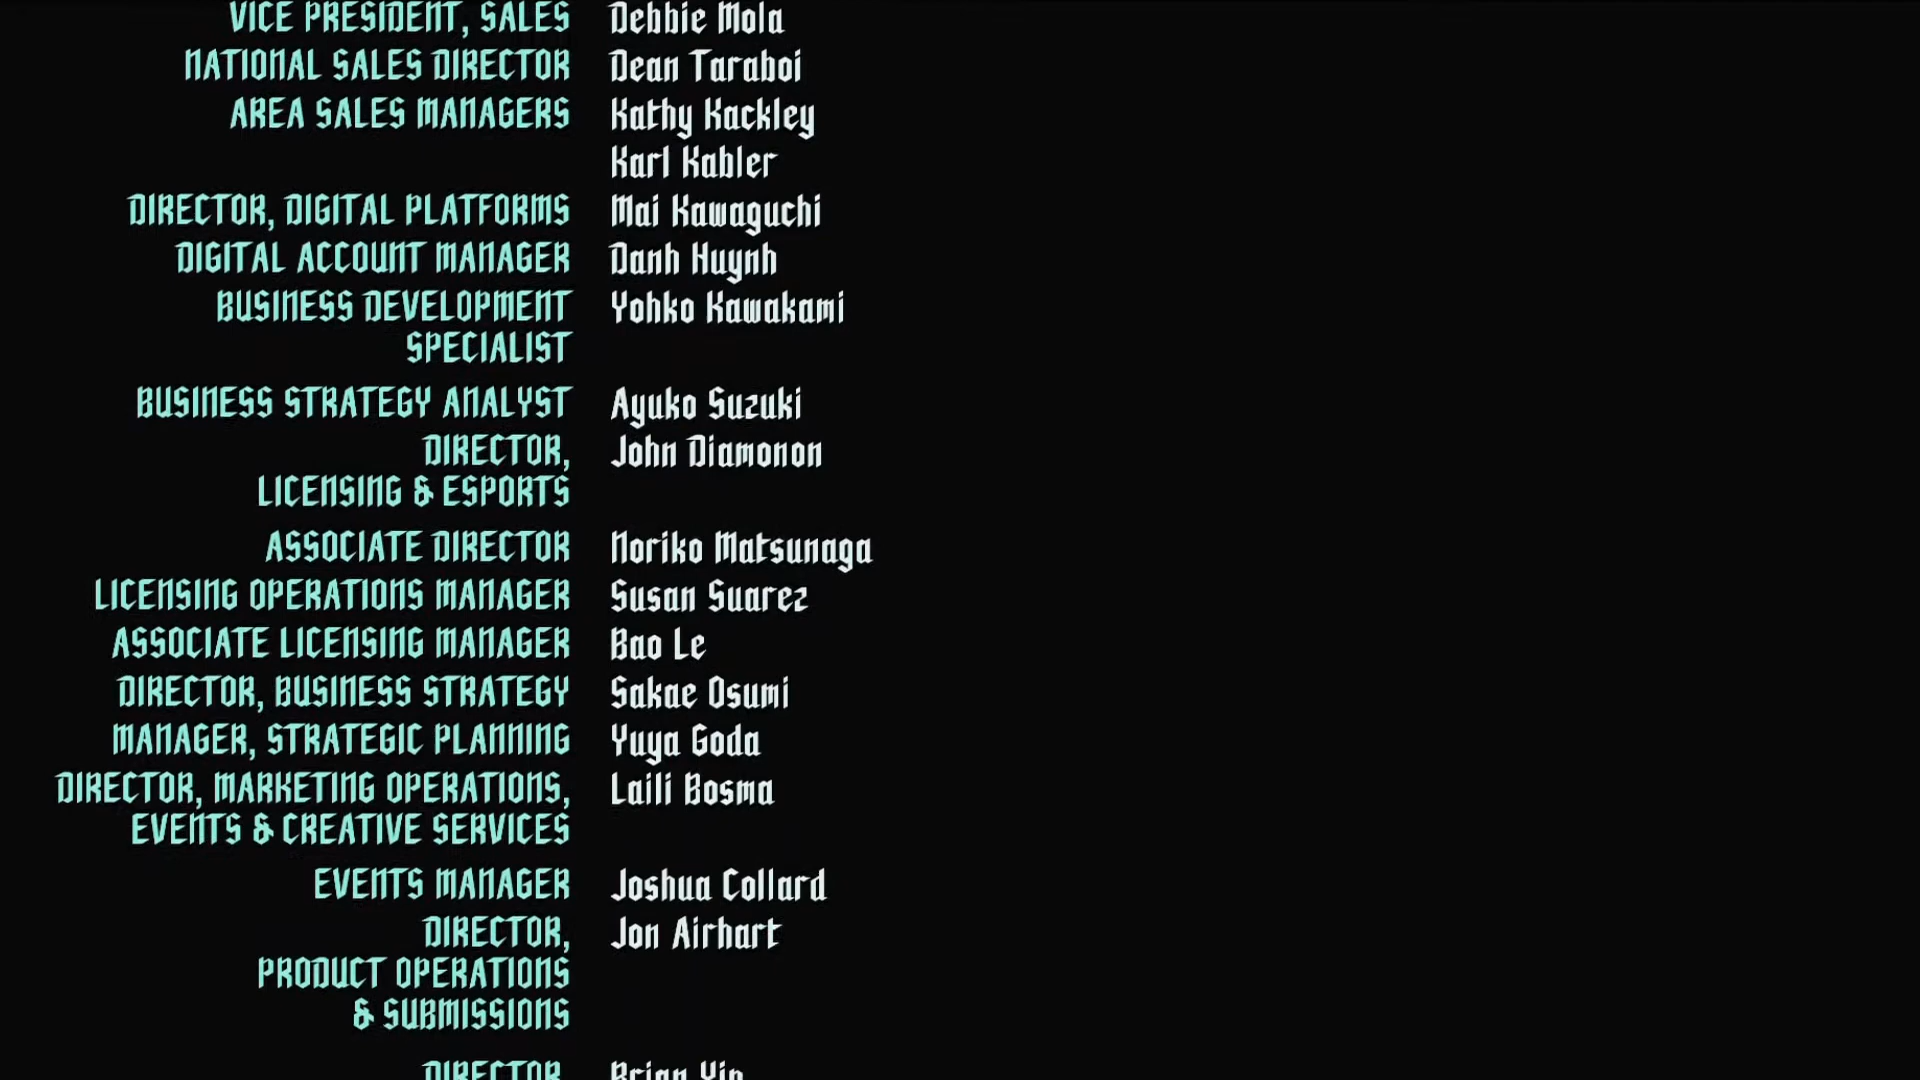 VICE PRESIDENT, SALES Debbie Mola
NATIONAL SALES DIRECTOR Dean Taraboi
AREA SALES MANAGERS Kathy Kackley
Karl Kabler
DIRECTOR, DIGITAL PLATFORMS Mai Kawaguchi
DIGITAL ACCOUNT MANAGER Danh Huynh
BUSINESS DEVELOPMENT Yohko Kawakami
SPECIALIST
BUSINESS STRATEGY ANALYST Ayuko Suzuki
DIRECTOR, John Diamonon
LICENSING & ESPORTS
ASSOCIATE DIRECTOR Noriko Matsunaga
LICENSING OPERATIONS MANAGER Susan Suarez
ASSOCIATE LICENSING MANAGER Bao Le
DIRECTOR, BUSINESS STRATEGY Sakae Osumi
MANAGER, STRATEGIC PLANNING Yuya Goda
DIRECTOR, MARKETING OPERATIONS, Laili Bosma
EVENTS & CREATIVE SERVICES
EVENTS MANAGER Joshua Collard
DIRECTOR, Jon Airhart
PRODUCT OPERATIONS
& SUBMISSIONS
DIRECTOR Brian Yip